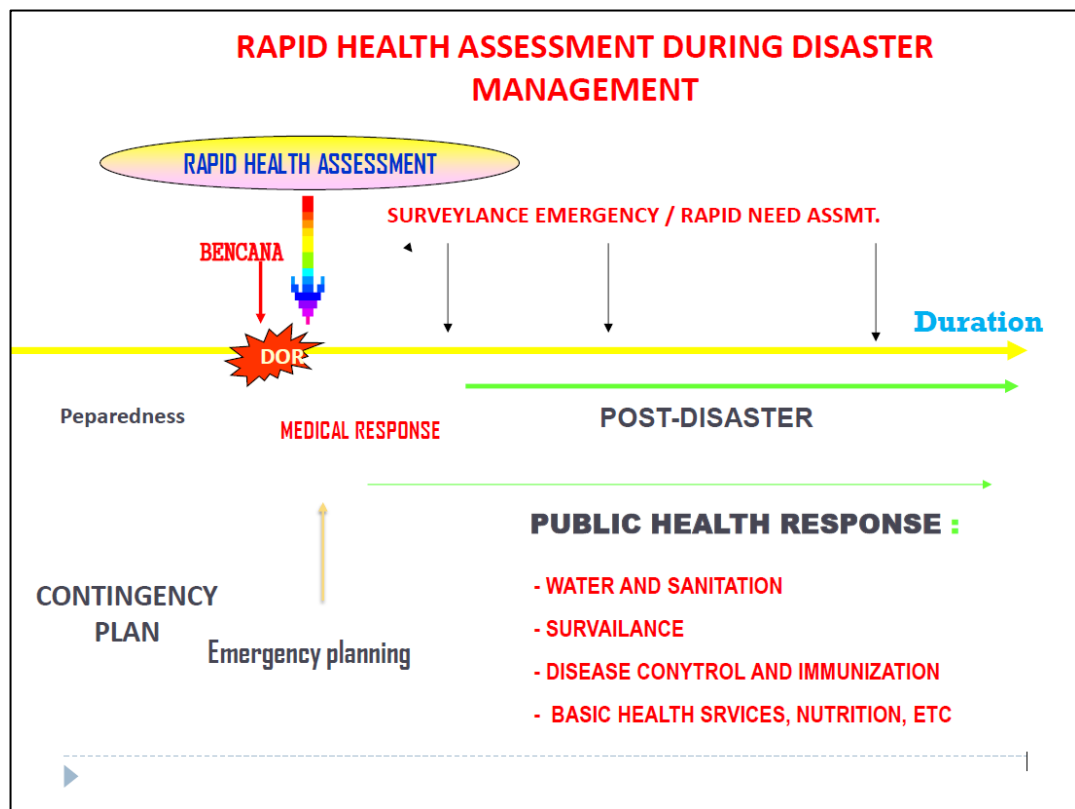 RAPID HEALTH ASSESSMENT DURING DISASTER
MANAGEMENT
RAPID HEALTH ASSESSMENT
SURVEYLANCE EMERGENCY / RAPID NEED ASSMT.
BENCANA
Duration
DOR
Peparedness
POST-DISASTER
MEDICAL RESPONSE
PUBLIC HEALTH RESPONSE :
- WATER AND SANITATION
CONTINGENCY
PLAN
- SURVAILANCE
Emergency planning
- DISEASE CONYTROL AND IMMUNIZATION
- BASIC HEALTH SRVICES, NUTRITION, ETC